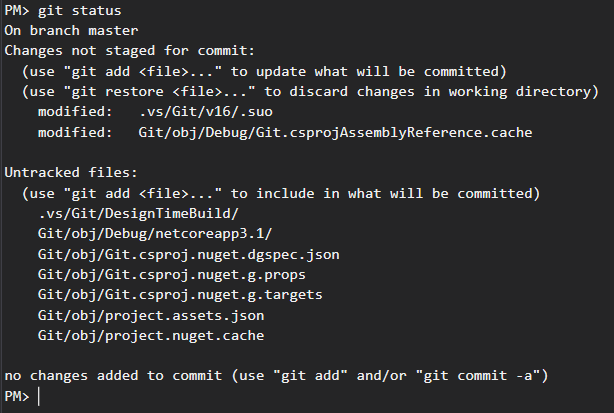 PM> git status
On branch master
Changes not staged for commit:
  (use "git add <file>..." to update what will be committed)
  (use "git restore <file>..." to discard changes in working directory)
    modified:   .vs/Git/v16/.suo
    modified:   Git/obj/Debug/Git.csprojAssemblyReference.cache

Untracked files:
  (use "git add <file>..." to include in what will be committed)
    .vs/Git/DesignTimeBuild/
    Git/obj/Debug/netcoreapp3.1/
    Git/obj/Git.csproj.nuget.dgspec.json
    Git/obj/Git.csproj.nuget.g.props
    Git/obj/Git.csproj.nuget.g.targets
    Git/obj/project.assets.json
    Git/obj/project.nuget.cache

no changes added to commit (use "git add" and/or "git commit -a")
PM>